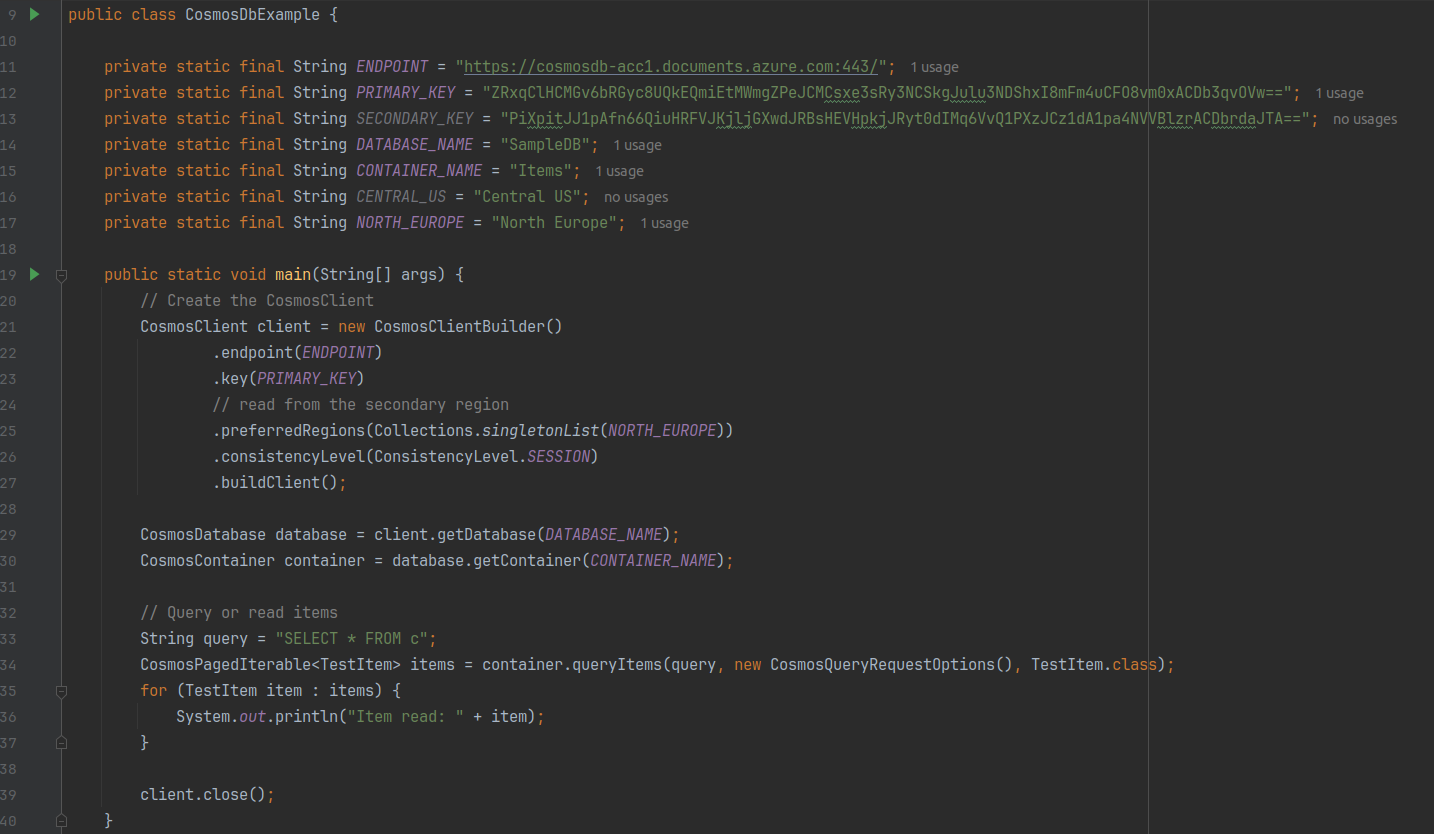 9 public class CosmosDbExample {
10
11 private static final String ENDPOINT = "https://cosmosdb-acc1.documents.azure.com:443/"; 1 usage
12 private static final String PRIMARY_KEY = "ZRxqClHCMGv6bRGyc8UQkEQmiEtMWmgZPeJCMCsxe3sRy3NCSkgJulu3NDShxI8mFm4uCFO8vm0xACDb3qvOVw=="; 1 usage
13 private static final String SECONDARY_KEY = "PiXpitJJ1pAfn66QiuHRFVJKjljGXwdJRBsHEVHpkjJRyt0dIMq6VvQ1PXzJCz1dA1pa4NVVBlzrACDbrdaJTA=="; no usages
14 private static final String DATABASE_NAME = "SampleDB"; 1 usage
15 private static final String CONTAINER_NAME = "Items"; 1 usage
16 private static final String CENTRAL_US = "Central US"; no usages
17 private static final String NORTH_EUROPE = "North Europe"; 1 usage
18
19 public static void main(String[] args) {
20 // Create the CosmosClient
21 CosmosClient client = new CosmosClientBuilder()
22 .endpoint(ENDPOINT)
23 .key(PRIMARY_KEY)
24 // read from the secondary region
25 .preferredRegions(Collections.singletonList(NORTH_EUROPE))
26 .consistencyLevel(ConsistencyLevel.SESSION)
27 .buildClient();
28
29 CosmosDatabase database = client.getDatabase(DATABASE_NAME);
30 CosmosContainer container = database.getContainer(CONTAINER_NAME);
31
32 // Query or read items
33 String query = "SELECT * FROM c";
34 CosmosPagedIterable<TestItem> items = container.queryItems(query, new CosmosQueryRequestOptions(), TestItem.class);
35 for (TestItem item : items) {
36 System.out.println("Item read: " + item);
37 }
38
39 client.close();
40 }